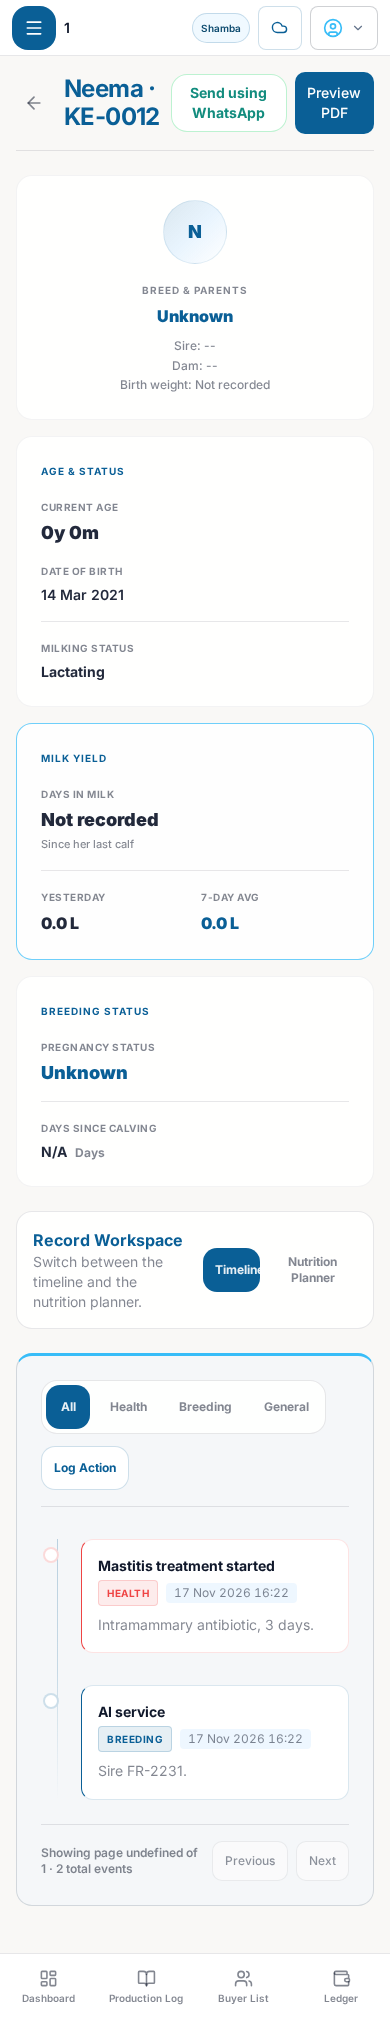 1
Shamba
Neema ·
KE-0012
Send using
WhatsApp
Preview
PDF
N
BREED & PARENTS
Unknown
Sire: --
Dam: --
Birth weight: Not recorded
AGE & STATUS
CURRENT AGE
0y 0m
DATE OF BIRTH
14 Mar 2021
MILKING STATUS
Lactating
MILK YIELD
DAYS IN MILK
Not recorded
Since her last calf
YESTERDAY
0.0 L
7-DAY AVG
0.0 L
BREEDING STATUS
PREGNANCY STATUS
Unknown
DAYS SINCE CALVING
N/A Days
Record Workspace
Switch between the
timeline and the
nutrition planner.
Timeline
Nutrition
Planner
All
Health
Breeding
General
Log Action
Mastitis treatment started
HEALTH 17 Nov 2026 16:22
Intramammary antibiotic, 3 days.
AI service
BREEDING 17 Nov 2026 16:22
Sire FR-2231.
Showing page undefined of
1 · 2 total events
Previous
Next
Dashboard
Production Log
Buyer List
Ledger